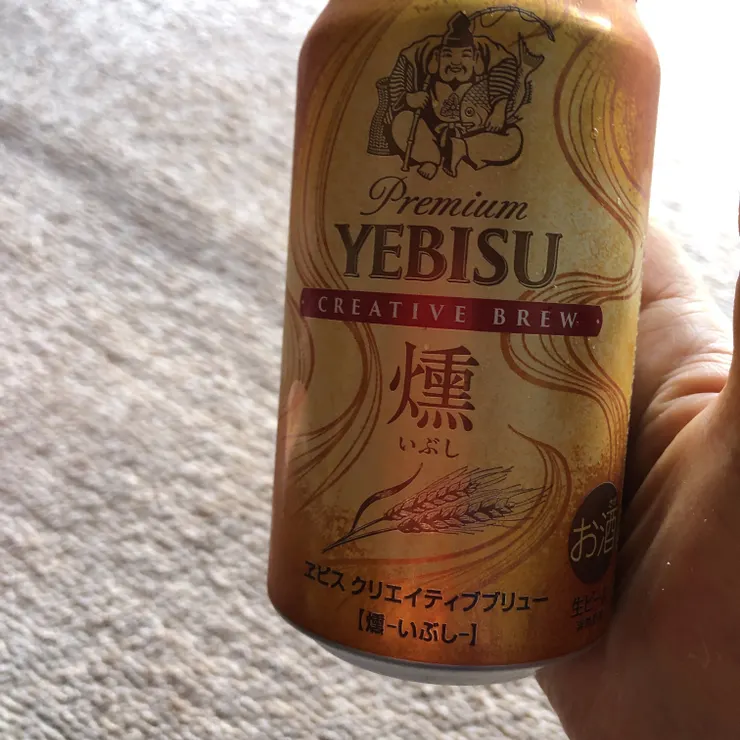 Premium
YEBISU
CREATIVE BREW
燻
いぶし
お酒
生ビー
ヱビス クリエイティブブリュー
【燻-いぶし-】